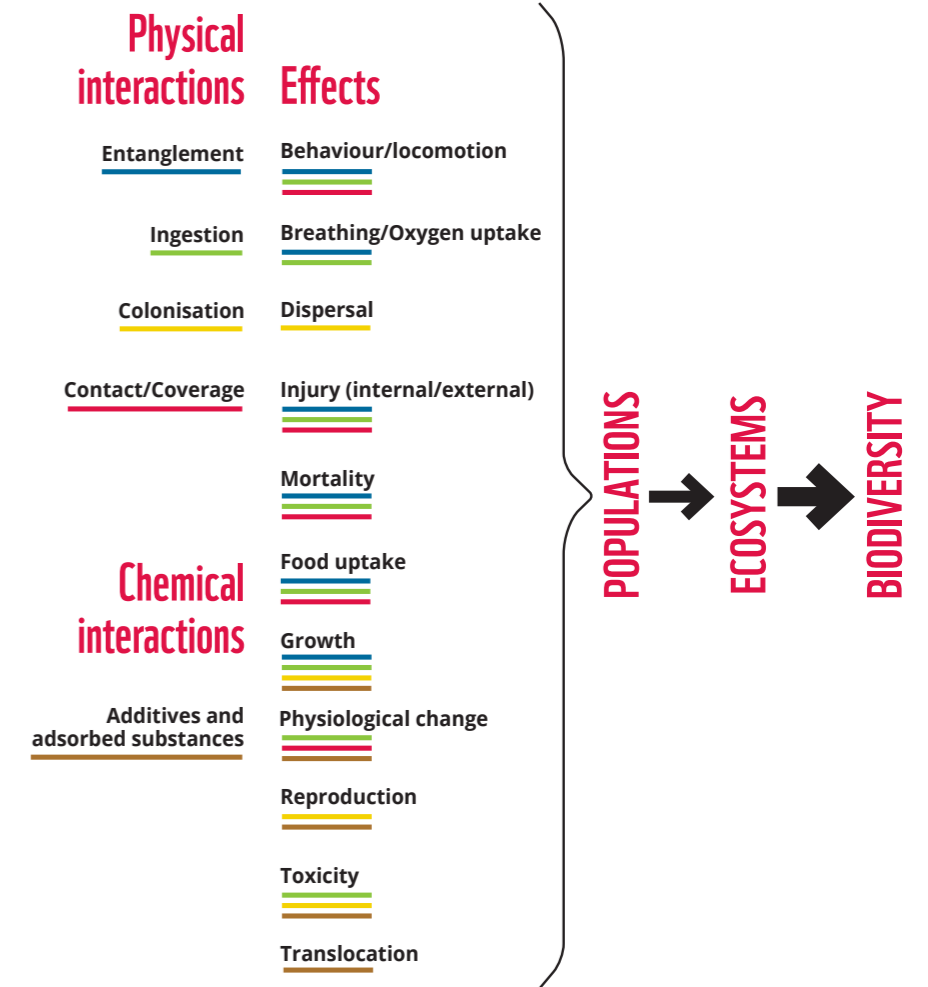 Physical
interactions
Effects
Entanglement
Behaviour/locomotion
Ingestion
Breathing/Oxygen uptake
Colonisation
Dispersal
Contact/Coverage
Injury (internal/external)
Mortality
Food uptake
Chemical
interactions
Growth
Additives and
adsorbed substances
Physiological change
Reproduction
Toxicity
Translocation
POPULATIONS
ECOSYSTEMS
BIODIVERSITY